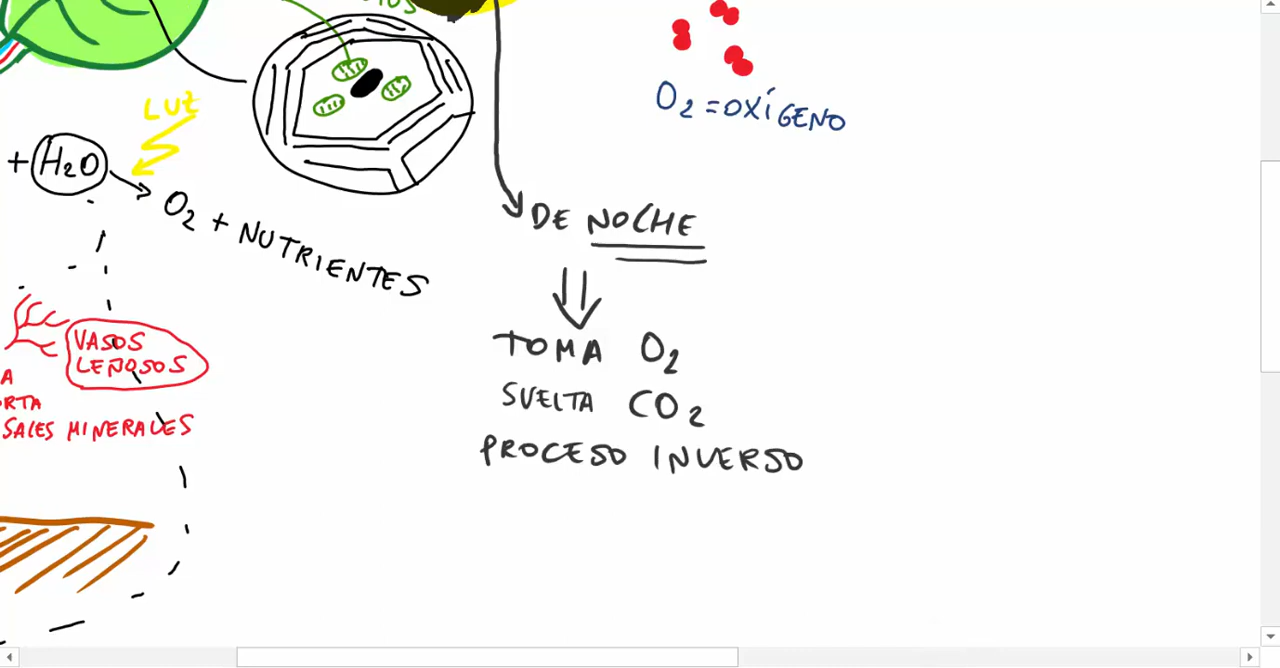 LUZ
+ H2O → O2 + NUTRIENTES
O2 = OXÍGENO
DE NOCHE
TOMA O2
SUELTA CO2
PROCESO INVERSO
VASOS
LEÑOSOS
SALES MINERALES